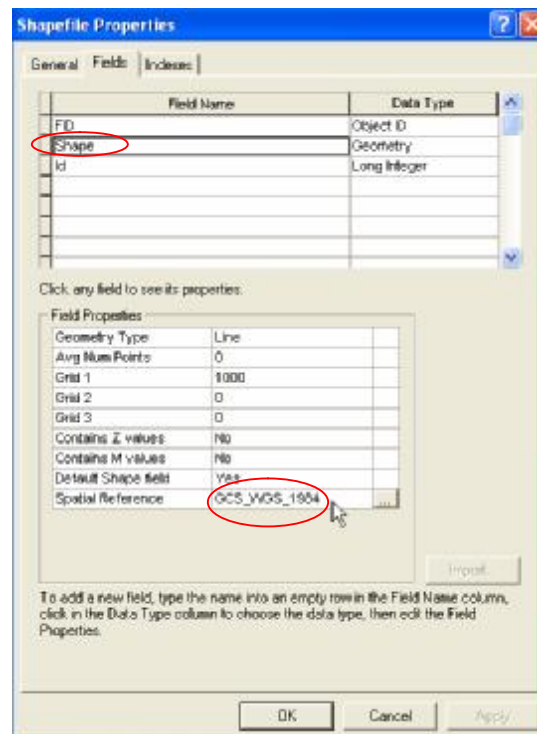 Shapefile Properties
General Fields Indexes
Field Name Data Type
FID Object ID
Shape Geometry
Id Long Integer
Click any field to see its properties.
Field Properties
Geometry Type Line
Avg Num Points 0
Grid 1 1000
Grid 2 0
Grid 3 0
Contains Z values No
Contains M values No
Default Shape field Yes
Spatial Reference GCS_WGS_1984 ...
Import...
To add a new field, type the name into an empty row in the Field Name column,
click in the Data Type column to choose the data type, then edit the Field
Properties.
OK Cancel Apply